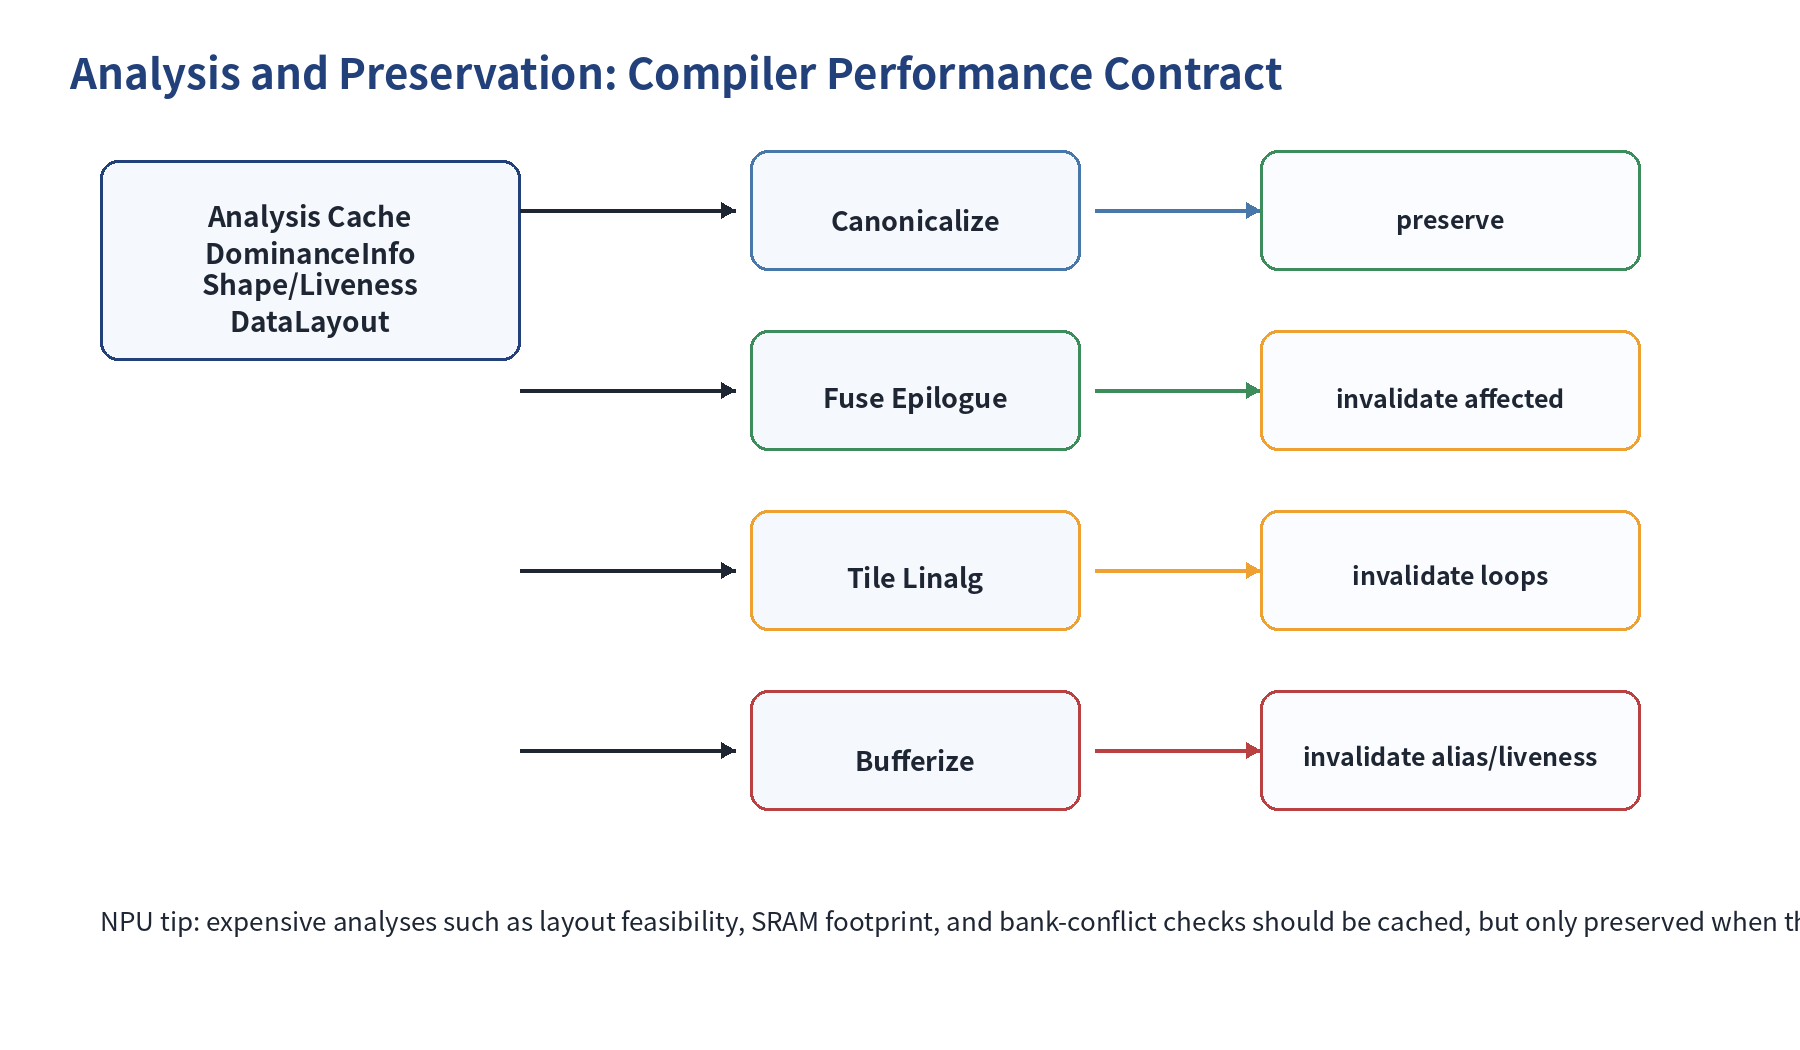 Analysis and Preservation: Compiler Performance Contract
Analysis Cache
DominanceInfo
Shape/Liveness
DataLayout
Canonicalize
preserve
Fuse Epilogue
invalidate affected
Tile Linalg
invalidate loops
Bufferize
invalidate alias/liveness
NPU tip: expensive analyses such as layout feasibility, SRAM footprint, and bank-conflict checks should be cached, but only preserved when